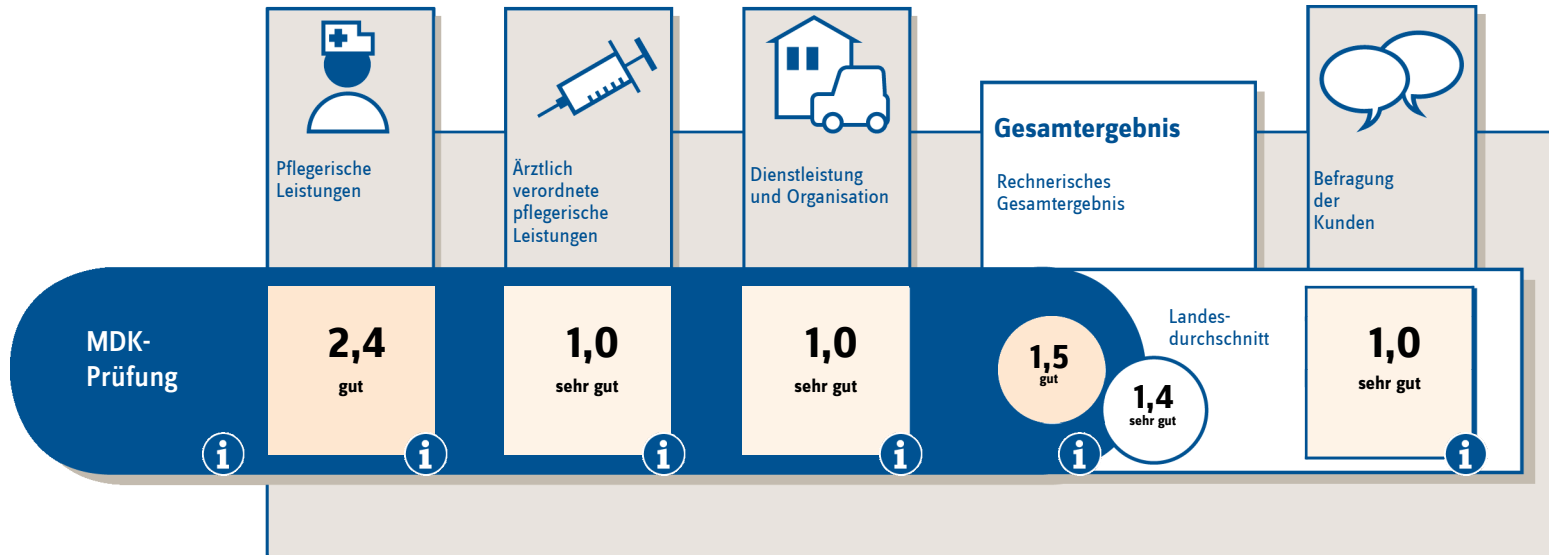 Pflegerische
Leistungen
Ärztlich
verordnete
pflegerische
Leistungen
Dienstleistung
und Organisation
Gesamtergebnis
Rechnerisches
Gesamtergebnis
Befragung
der
Kunden
MDK-
Prüfung
2,4
gut
1,0
sehr gut
1,0
sehr gut
1,5
gut
Landes-
durchschnitt
1,4
sehr gut
1,0
sehr gut
i
i
i
i
i
i